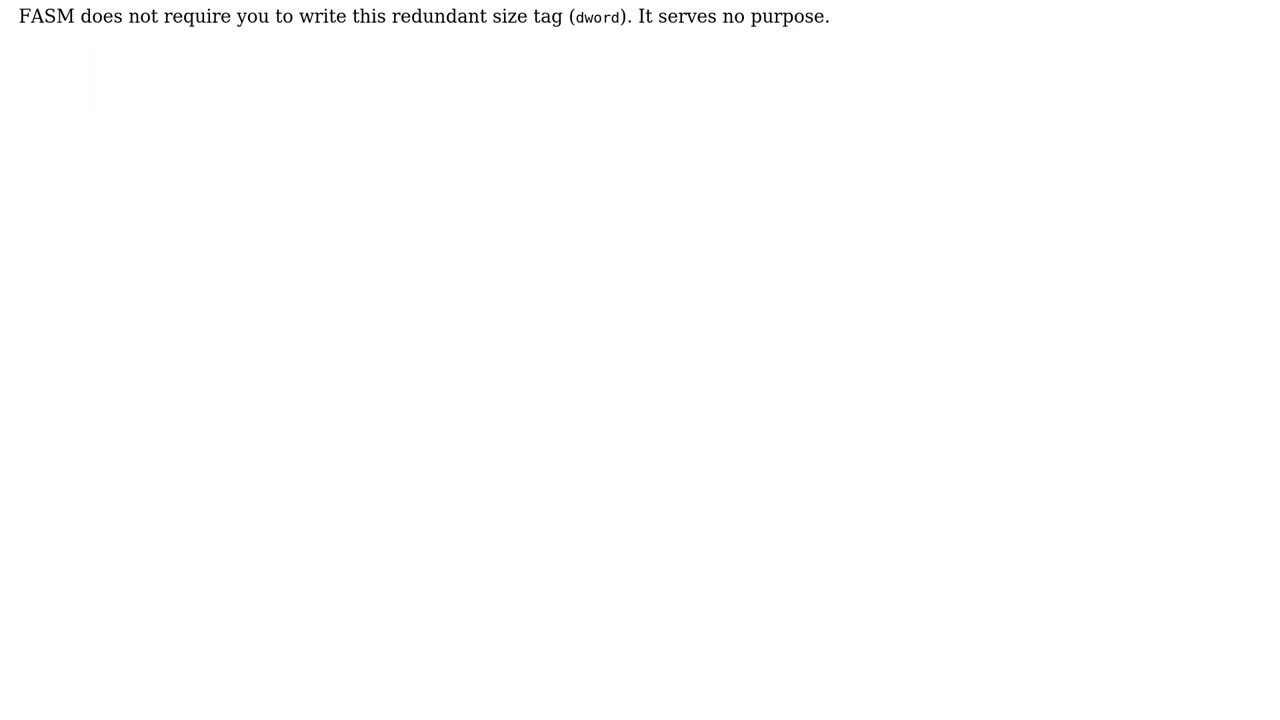 FASM does not require you to write this redundant size tag (dword). It serves no purpose.